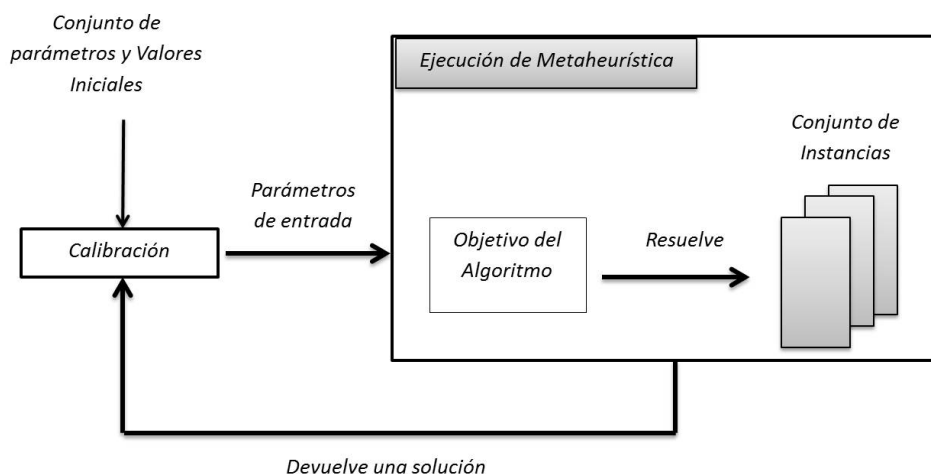 Conjunto de
parámetros y Valores
Iniciales
Ejecución de Metaheurística
Conjunto de
Instancias
Parámetros
de entrada
Calibración
Objetivo del
Algoritmo
Resuelve
Devuelve una solución